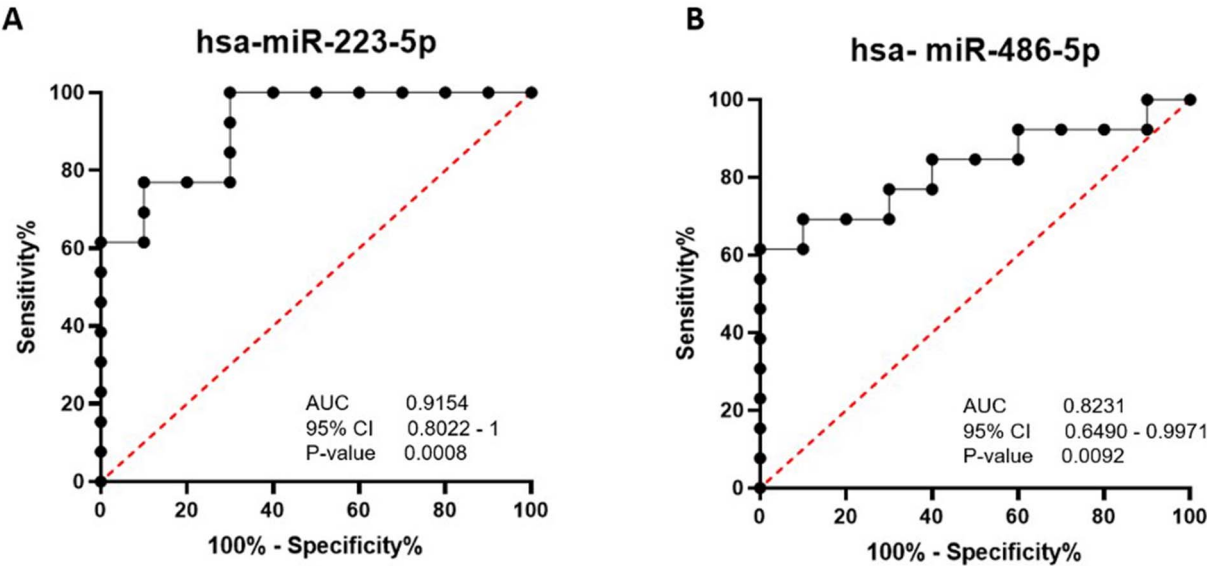 A
hsa-miR-223-5p
100
80
60
40
20
0
Sensitivity%
AUC 0.9154
95% CI 0.8022 - 1
P-value 0.0008
0 20 40 60 80 100
100% - Specificity%
B
hsa- miR-486-5p
100
80
60
40
20
0
Sensitivity%
AUC 0.8231
95% CI 0.6490 - 0.9971
P-value 0.0092
0 20 40 60 80 100
100% - Specificity%